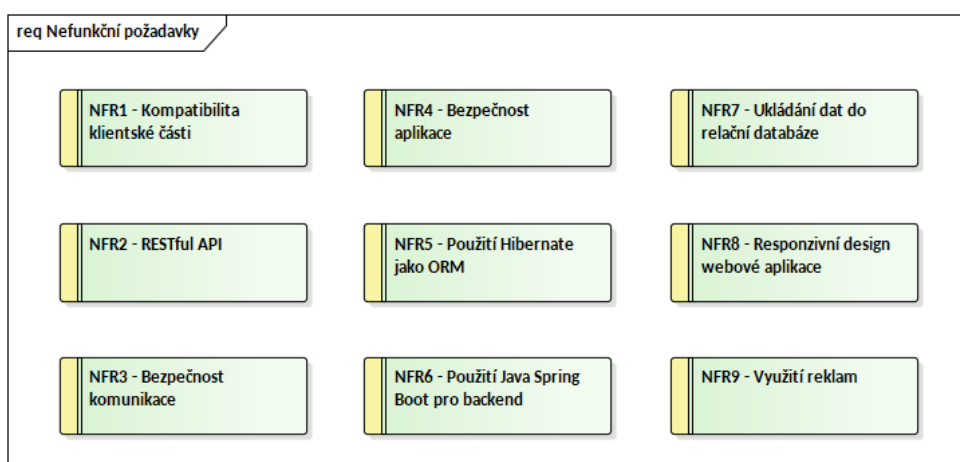 req Nefunkční požadavky
NFR1 - Kompatibilita
klientské části
NFR4 - Bezpečnost
aplikace
NFR7 - Ukládání dat do
relační databáze
NFR2 - RESTful API
NFR5 - Použití Hibernate
jako ORM
NFR8 - Responzivní design
webové aplikace
NFR3 - Bezpečnost
komunikace
NFR6 - Použití Java Spring
Boot pro backend
NFR9 - Využití reklam